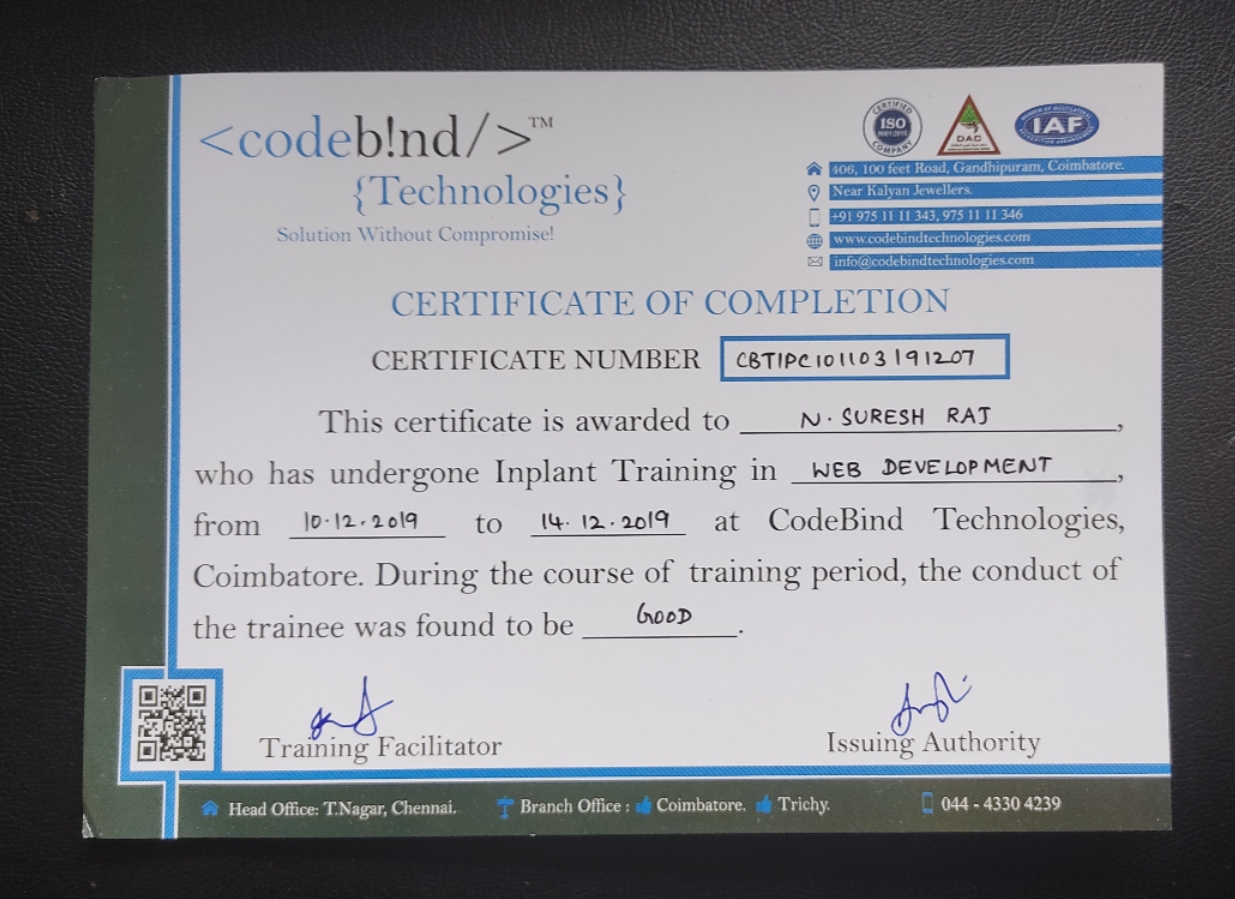 <codeb!nd/>™
{Technologies}
Solution Without Compromise!
CERTIFIED
ISO
9001:2015
COMPANY
DAC
IAF
406, 100 feet Road, Gandhipuram, Coimbatore.
Near Kalyan Jewellers.
+91 975 11 11 343, 975 11 11 346
www.codebindtechnologies.com
info@codebindtechnologies.com
CERTIFICATE OF COMPLETION
CERTIFICATE NUMBER CBTIPC101103191207
This certificate is awarded to N. SURESH RAJ,
who has undergone Inplant Training in WEB DEVELOPMENT,
from 10.12.2019 to 14.12.2019 at CodeBind Technologies,
Coimbatore. During the course of training period, the conduct of
the trainee was found to be GOOD.
Training Facilitator
Issuing Authority
Head Office: T.Nagar, Chennai. Branch Office : Coimbatore. Trichy. 044 - 4330 4239